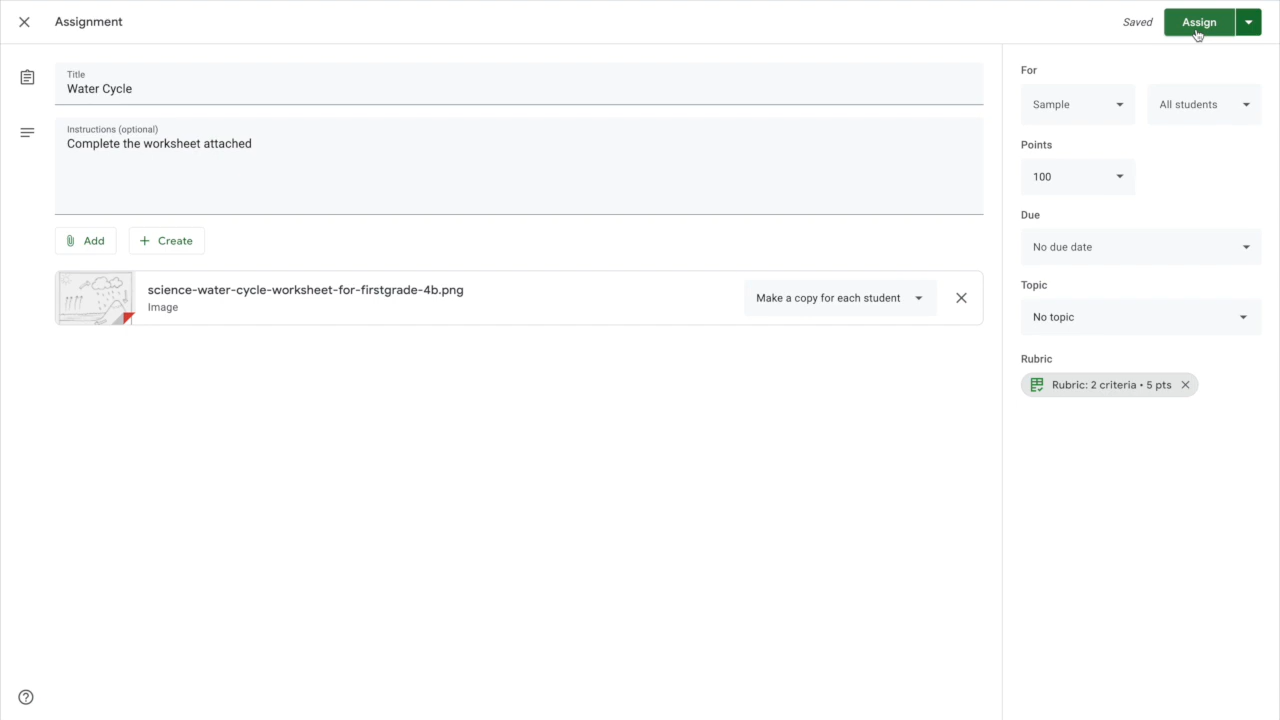 Assignment
Saved
Assign
Title
Water Cycle
Instructions (optional)
Complete the worksheet attached
Add
Create
science-water-cycle-worksheet-for-firstgrade-4b.png
Image
Make a copy for each student
For
Sample
All students
Points
100
Due
No due date
Topic
No topic
Rubric
Rubric: 2 criteria • 5 pts